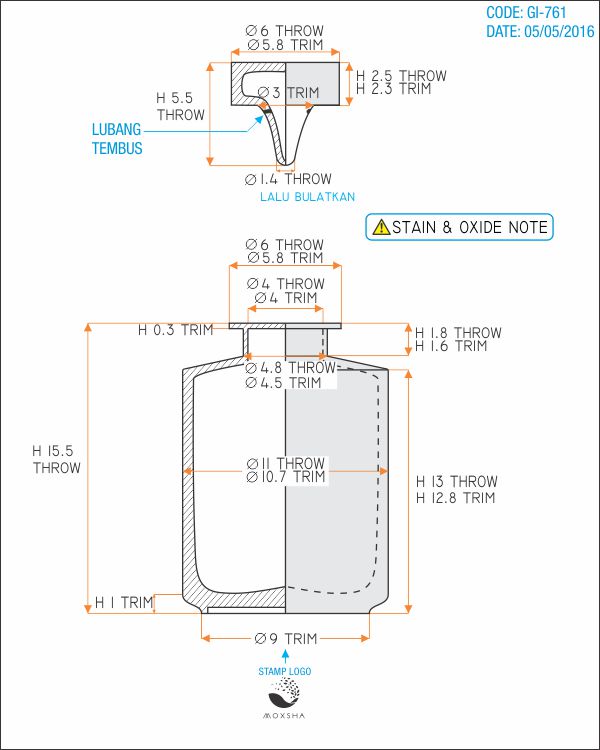 CODE: GI-761
DATE: 05/05/2016
∅6 THROW
∅5.8 TRIM
H 2.5 THROW
H 2.3 TRIM
∅3 TRIM
H 5.5
THROW
LUBANG
TEMBUS
∅1.4 THROW
LALU BULATKAN
STAIN & OXIDE NOTE
∅6 THROW
∅5.8 TRIM
∅4 THROW
∅4 TRIM
H 0.3 TRIM
H 1.8 THROW
H 1.6 TRIM
∅4.8 THROW
∅4.5 TRIM
H 15.5
THROW
∅11 THROW
∅10.7 TRIM
H 13 THROW
H 12.8 TRIM
H 1 TRIM
∅9 TRIM
STAMP LOGO
MOXSHA